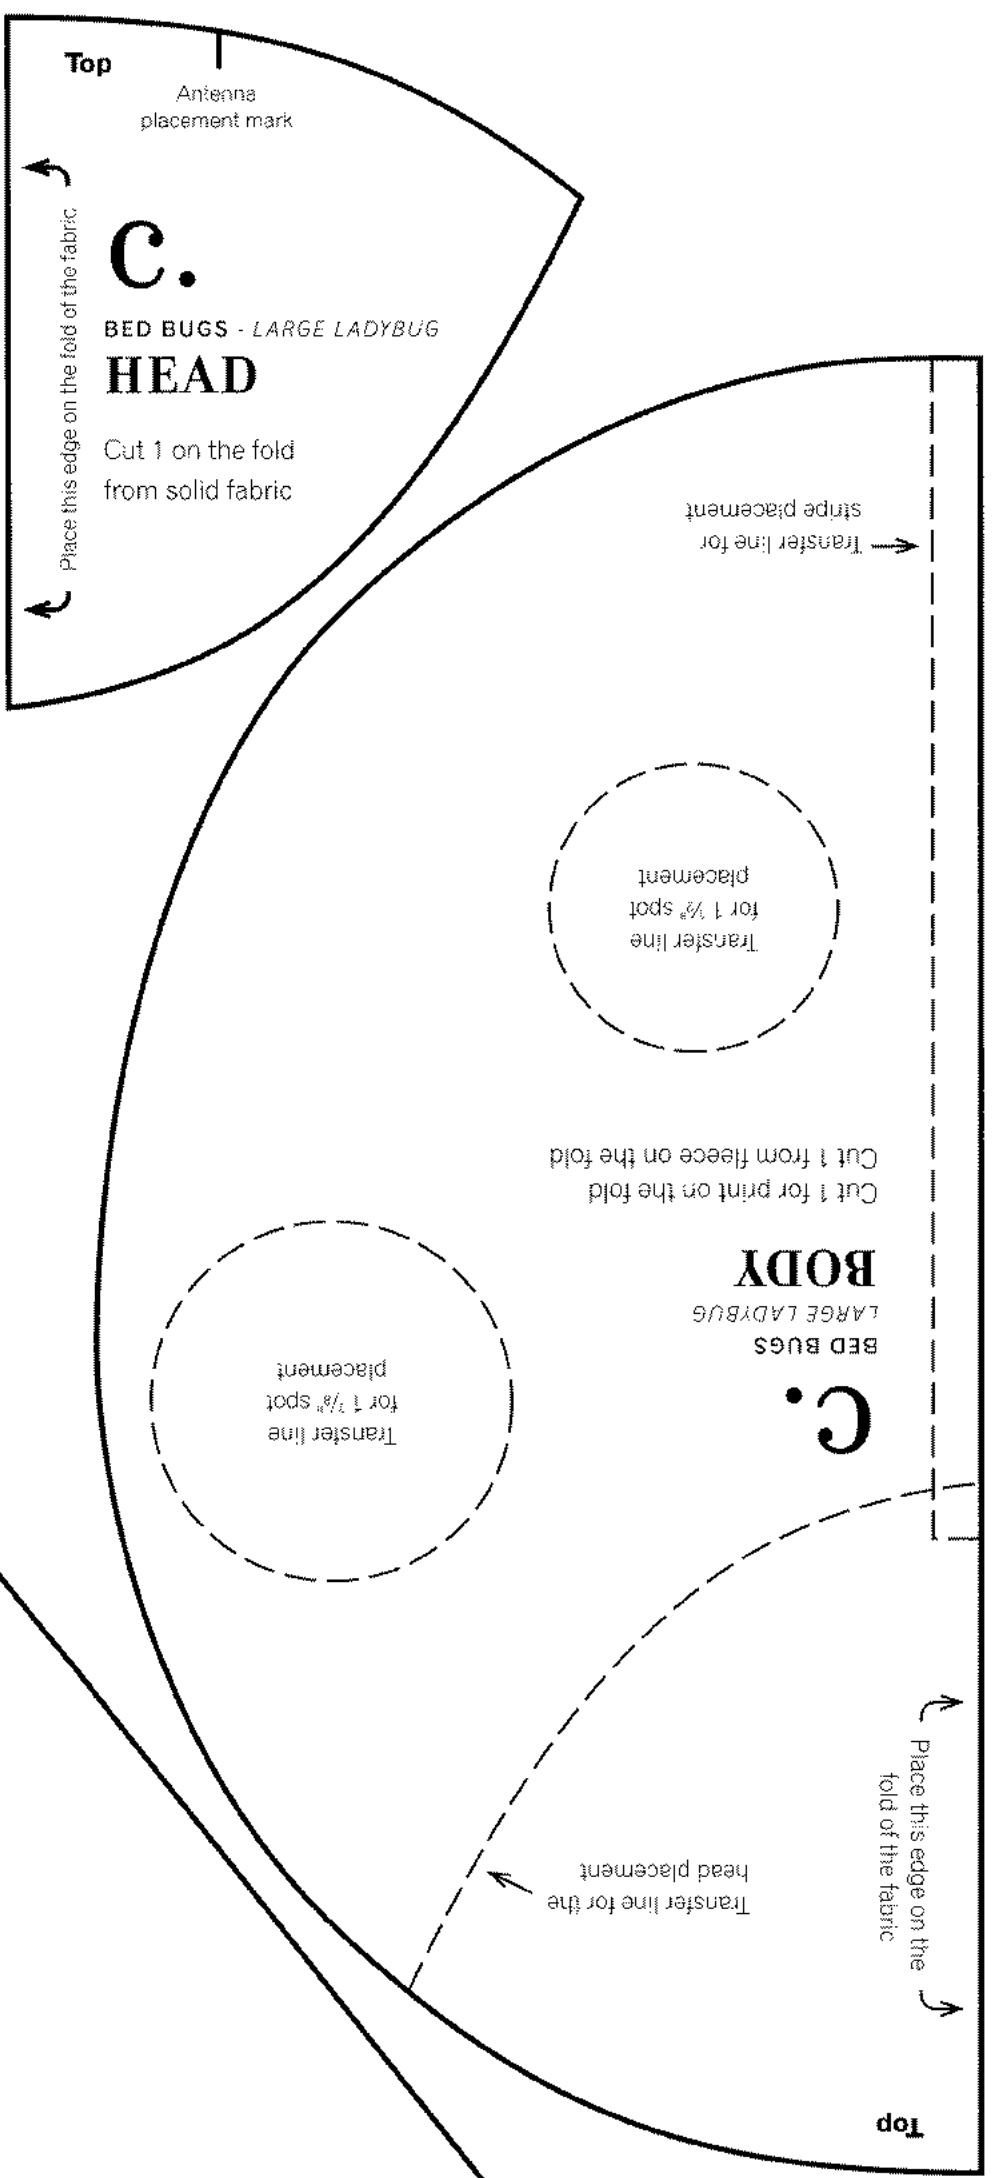 Top
Antenna
placement mark
Place this edge on the fold of the fabric
C.
BED BUGS - LARGE LADYBUG
HEAD
Cut 1 on the fold
from solid fabric
Top
Place this edge on the
fold of the fabric
Transfer line for the
head placement
C.
BED BUGS
LARGE LADYBUG
BODY
Cut 1 for print on the fold
Cut 1 from fleece on the fold
Transfer line
for 1 ⅞" spot
placement
Transfer line
for 1 ½" spot
placement
Transfer line for
stripe placement